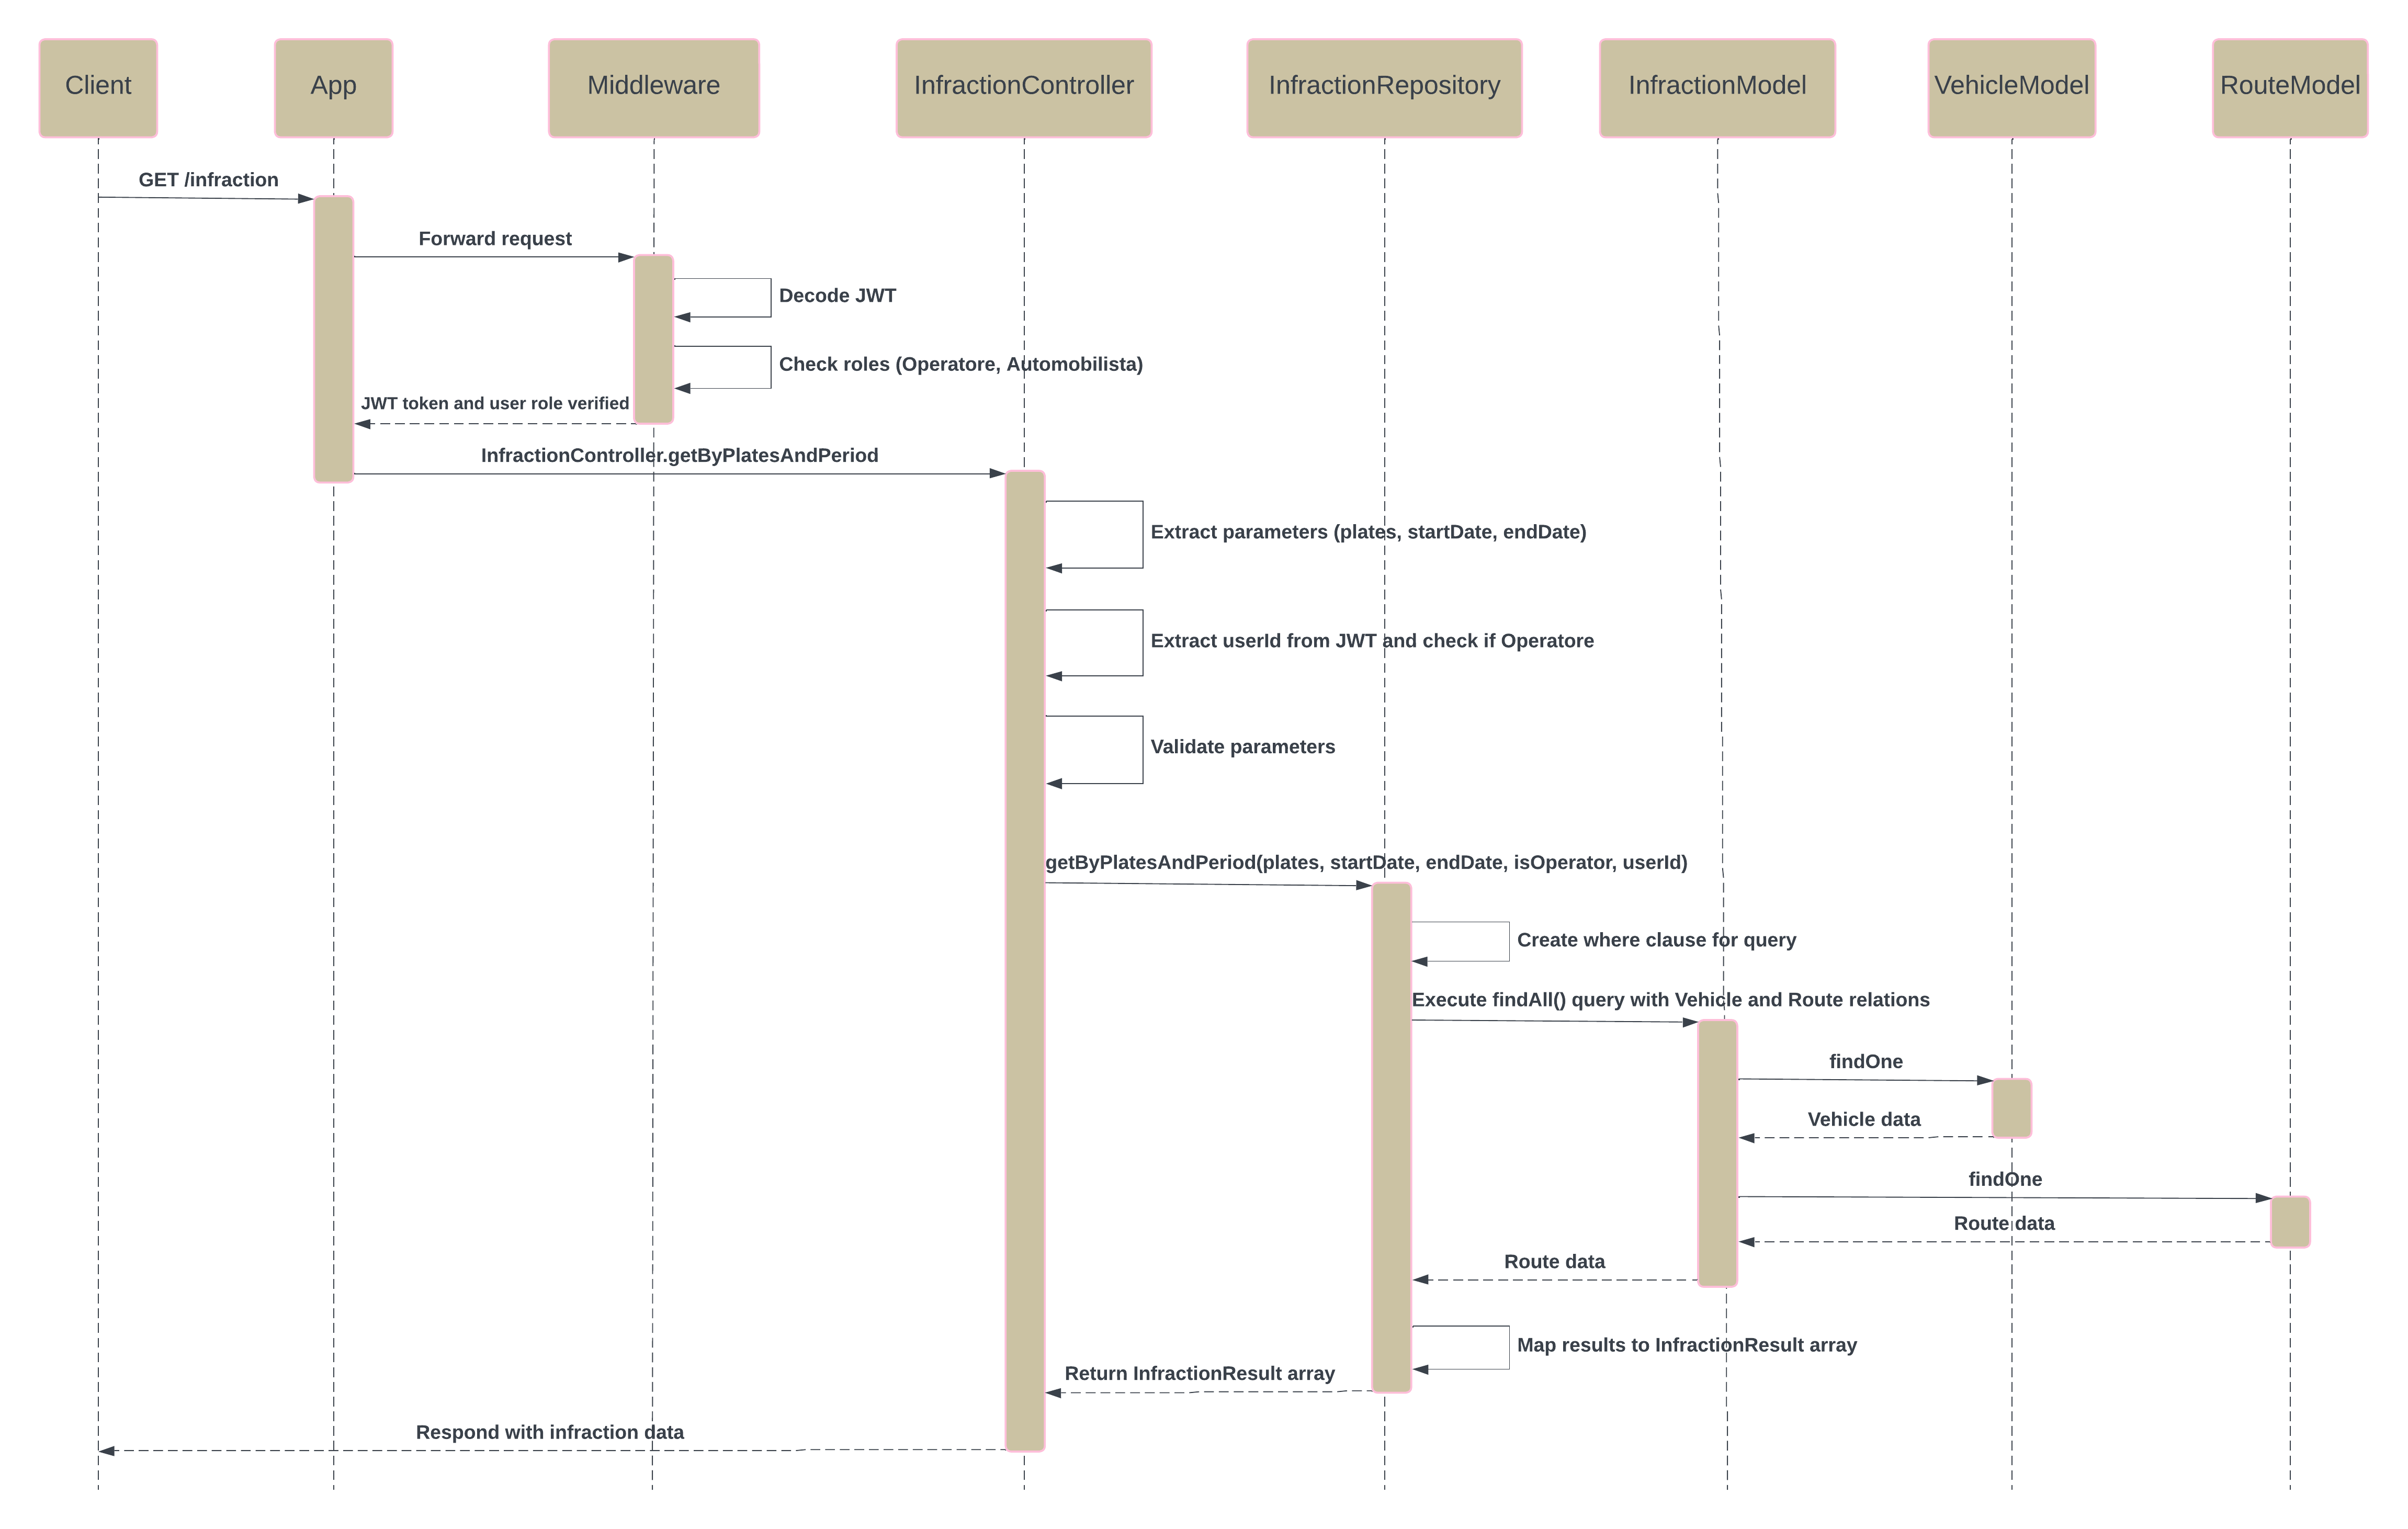 Client
App
Middleware
InfractionController
InfractionRepository
InfractionModel
VehicleModel
RouteModel
GET /infraction
Forward request
Decode JWT
Check roles (Operatore, Automobilista)
JWT token and user role verified
InfractionController.getByPlatesAndPeriod
Extract parameters (plates, startDate, endDate)
Extract userId from JWT and check if Operatore
Validate parameters
getByPlatesAndPeriod(plates, startDate, endDate, isOperator, userId)
Create where clause for query
Execute findAll() query with Vehicle and Route relations
findOne
Vehicle data
findOne
Route data
Route data
Map results to InfractionResult array
Return InfractionResult array
Respond with infraction data